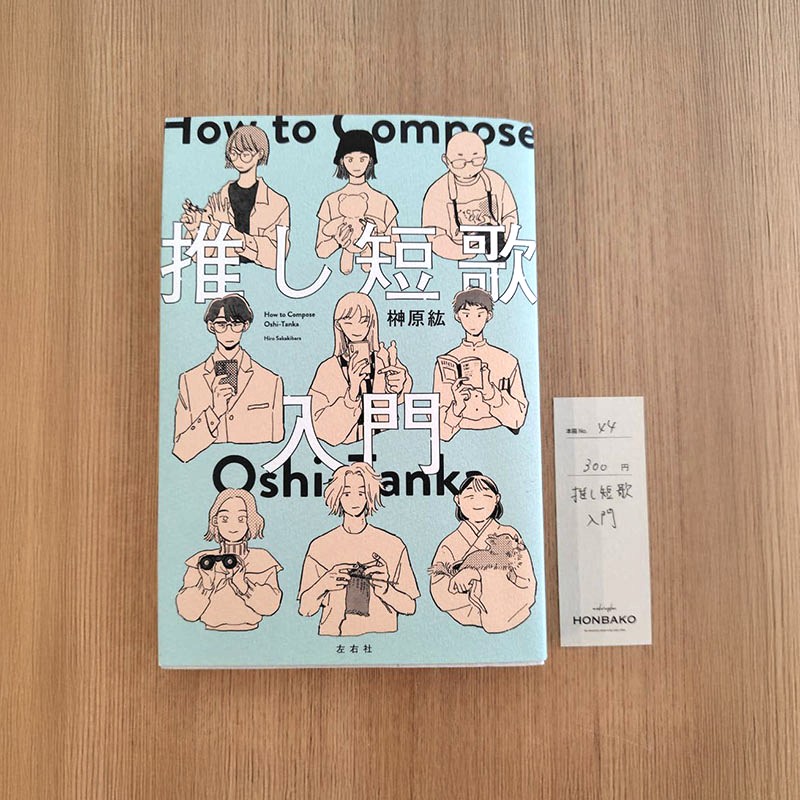 How to Compose
推し短歌
How to Compose
Oshi-Tanka
Hiro Sakakibara
榊原紘
入門
Oshi-Tanka
左右社
本箱 No. 44
300 円
推し短歌
入門
HONBAKO